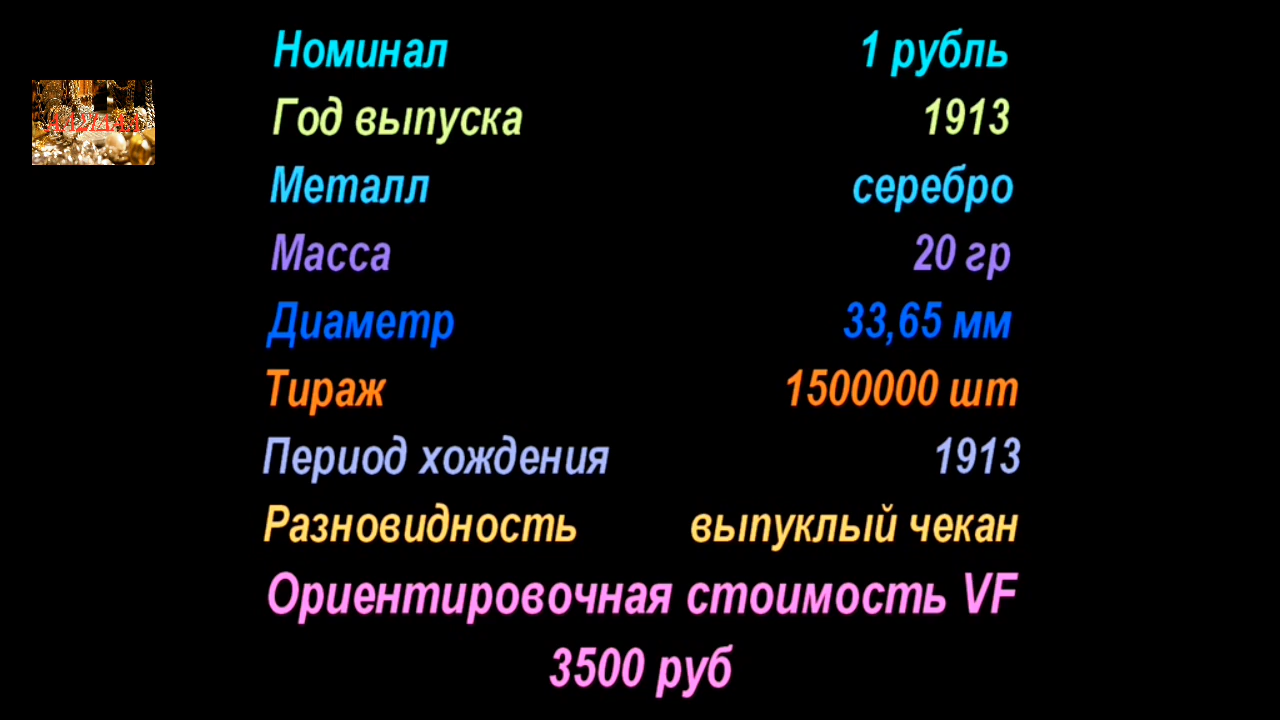 Номинал 1 рубль
Год выпуска 1913
Металл серебро
Масса 20 гр
Диаметр 33,65 мм
Тираж 1500000 шт
Период хождения 1913
Разновидность выпуклый чекан
Ориентировочная стоимость VF
3500 руб